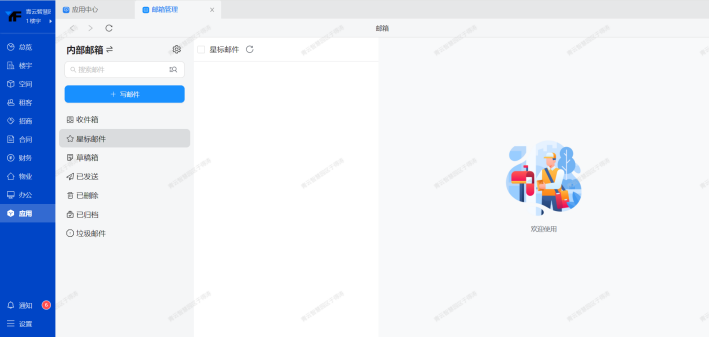 霄云智慧园
1 楼宇
应用中心
邮箱管理
邮箱
总览
楼宇
空间
租客
招商
合同
财务
物业
办公
应用
通知
6
设置
内部邮箱
搜索邮件
+ 写邮件
收件箱
星标邮件
草稿箱
已发送
已删除
已归档
垃圾邮件
星标邮件
欢迎使用